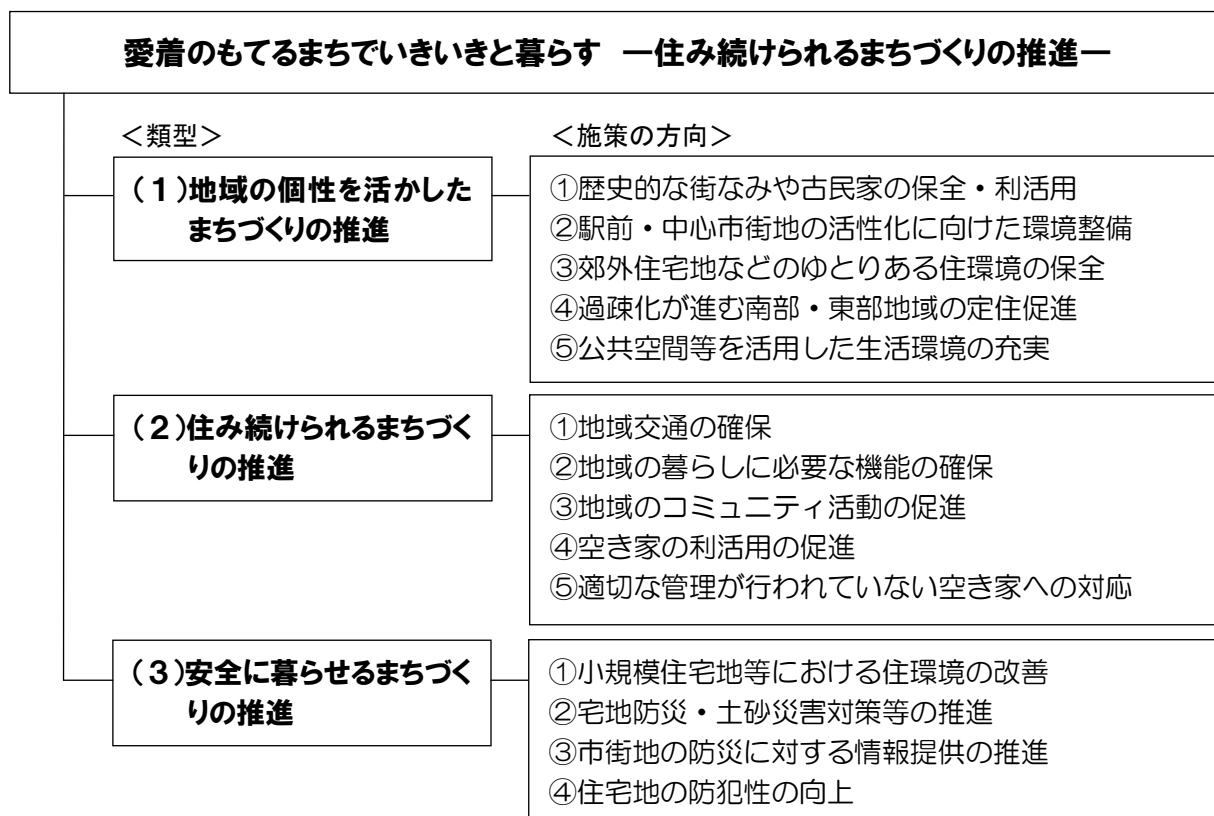 愛着のもてるまちでいきいきと暮らす　―住み続けられるまちづくりの推進―
＜類型＞
＜施策の方向＞
（１）地域の個性を活かした
まちづくりの推進
①歴史的な街なみや古民家の保全・利活用
②駅前・中心市街地の活性化に向けた環境整備
③郊外住宅地などのゆとりある住環境の保全
④過疎化が進む南部・東部地域の定住促進
⑤公共空間等を活用した生活環境の充実
（２）住み続けられるまちづく
りの推進
①地域交通の確保
②地域の暮らしに必要な機能の確保
③地域のコミュニティ活動の促進
④空き家の利活用の促進
⑤適切な管理が行われていない空き家への対応
（３）安全に暮らせるまちづく
りの推進
①小規模住宅地等における住環境の改善
②宅地防災・土砂災害対策等の推進
③市街地の防災に対する情報提供の推進
④住宅地の防犯性の向上